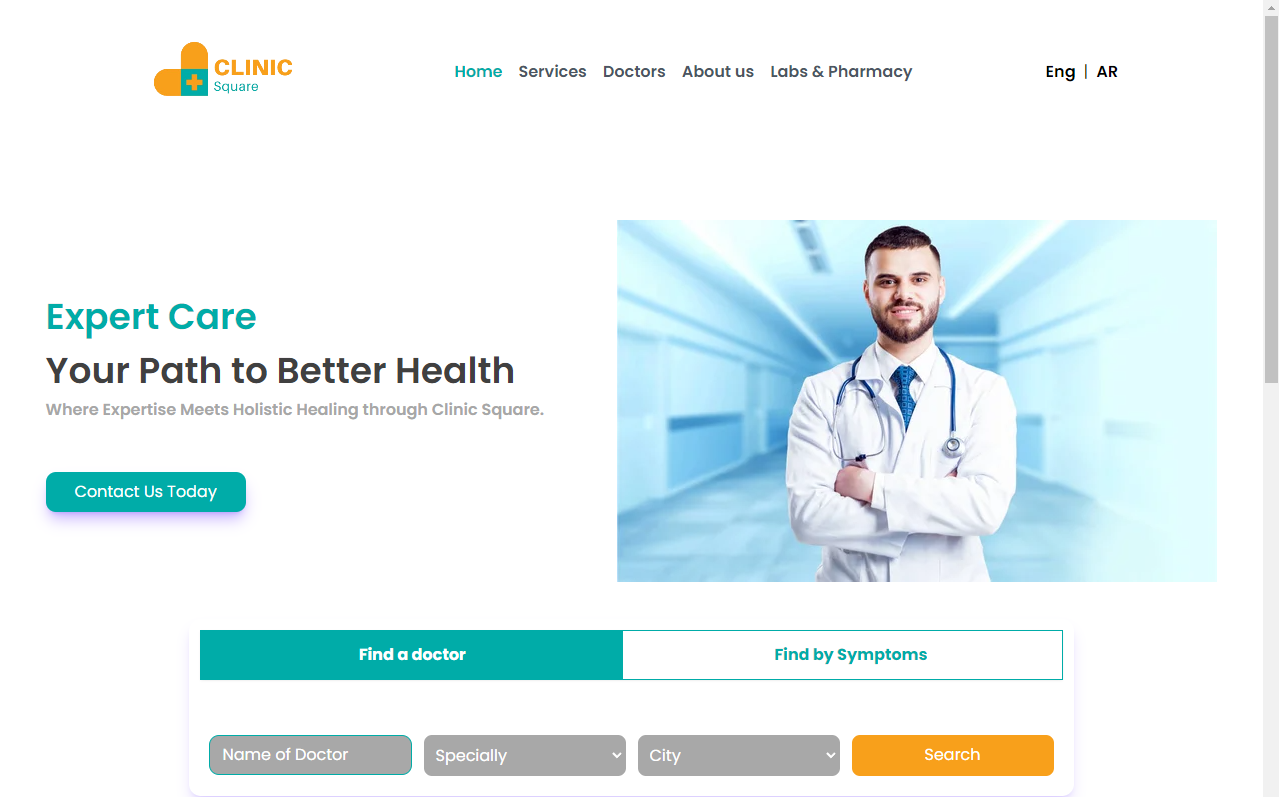 CLINIC
Square
Home Services Doctors About us Labs & Pharmacy
Eng | AR
Expert Care
Your Path to Better Health
Where Expertise Meets Holistic Healing through Clinic Square.
Contact Us Today
Find a doctor Find by Symptoms
Name of Doctor Specially City Search